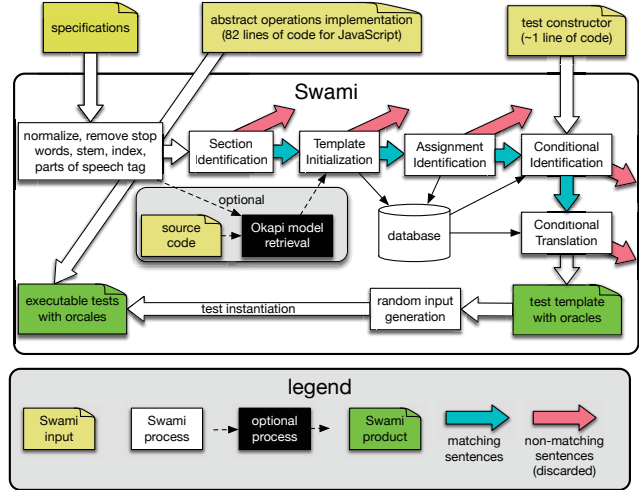 specifications
abstract operations implementation
(82 lines of code for JavaScript)
test constructor
(~1 line of code)
Swami
normalize, remove stop
words, stem, index,
parts of speech tag
Section
Identification
Template
Initialization
Assignment
Identification
Conditional
Identification
optional
source
code
Okapi model
retrieval
database
Conditional
Translation
executable tests
with orcales
test instantiation
random input
generation
test template
with oracles
legend
Swami
input
Swami
process
optional
process
Swami
product
matching
sentences
non-matching
sentences
(discarded)